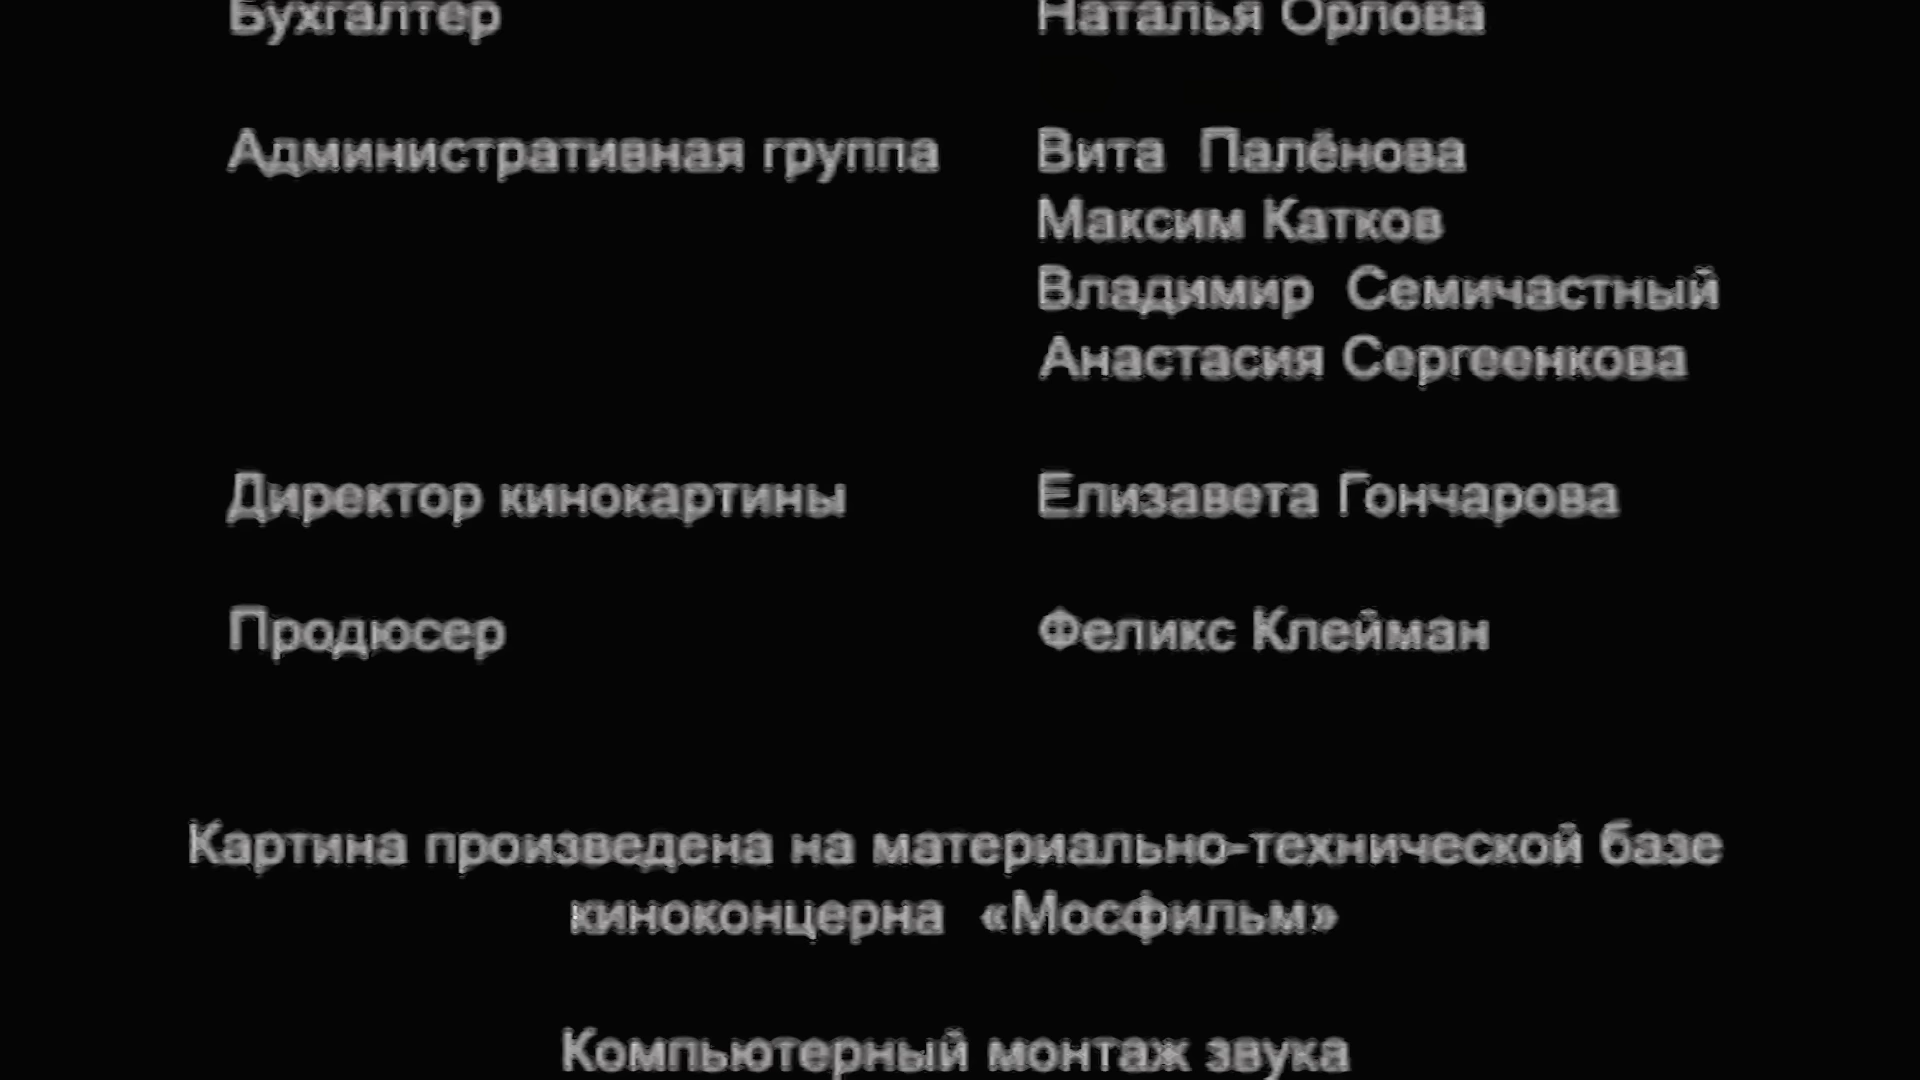 Бухгалтер Наталья Орлова
Административная группа Вита Палёнова
Максим Катков
Владимир Семичастный
Анастасия Сергеенкова
Директор кинокартины Елизавета Гончарова
Продюсер Феликс Клейман
Картина произведена на материально-технической базе
киноконцерна «Мосфильм»
Компьютерный монтаж звука